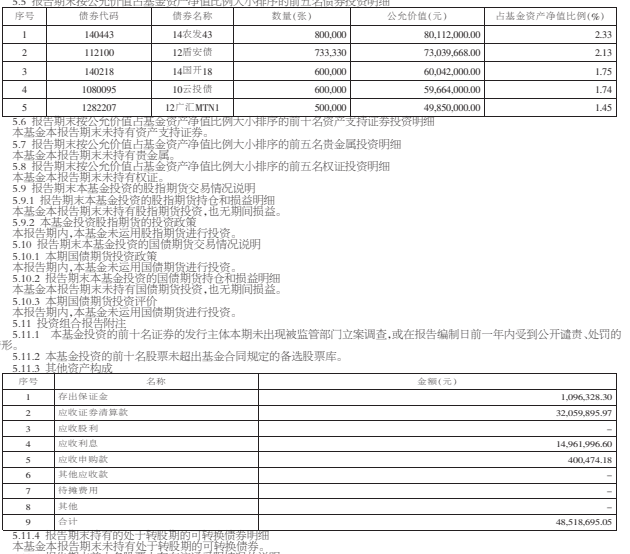 5.5 报告期末按公允价值占基金资产净值比例大小排序的前五名债券投资明细
序号 债券代码 债券名称 数量(张) 公允价值(元) 占基金资产净值比例(%)
1 140443 14农发43 800,000 80,112,000.00 2.33
2 112100 12盾安债 733,330 73,039,668.00 2.13
3 140218 14国开18 600,000 60,042,000.00 1.75
4 1080095 10云投债 600,000 59,664,000.00 1.74
5 1282207 12广汇MTN1 500,000 49,850,000.00 1.45
5.6 报告期末按公允价值占基金资产净值比例大小排序的前十名资产支持证券投资明细
本基金本报告期末未持有资产支持证券。
5.7 报告期末按公允价值占基金资产净值比例大小排序的前五名贵金属投资明细
本基金本报告期末未持有贵金属。
5.8 报告期末按公允价值占基金资产净值比例大小排序的前五名权证投资明细
本基金本报告期末未持有权证。
5.9 报告期末本基金投资的股指期货交易情况说明
5.9.1 报告期末本基金投资的股指期货持仓和损益明细
本基金本报告期末未持有股指期货投资,也无期间损益。
5.9.2 本基金投资股指期货的投资政策
本报告期内,本基金未运用股指期货进行投资。
5.10 报告期末本基金投资的国债期货交易情况说明
5.10.1 本期国债期货投资政策
本报告期内,本基金未运用国债期货进行投资。
5.10.2 报告期末本基金投资的国债期货持仓和损益明细
本基金本报告期末未持有国债期货投资,也无期间损益。
5.10.3 本期国债期货投资评价
本报告期内,本基金未运用国债期货进行投资。
5.11 投资组合报告附注
5.11.1 本基金投资的前十名证券的发行主体本期未出现被监管部门立案调查,或在报告编制日前一年内受到公开谴责、处罚的
形。
5.11.2 本基金投资的前十名股票未超出基金合同规定的备选股票库。
5.11.3 其他资产构成
序号 名称 金额(元)
1 存出保证金 1,096,328.30
2 应收证券清算款 32,059,895.97
3 应收股利 –
4 应收利息 14,961,996.60
5 应收申购款 400,474.18
6 其他应收款 –
7 待摊费用 –
8 其他 –
9 合计 48,518,695.05
5.11.4 报告期末持有的处于转股期的可转换债券明细
本基金本报告期末未持有处于转股期的可转换债券。